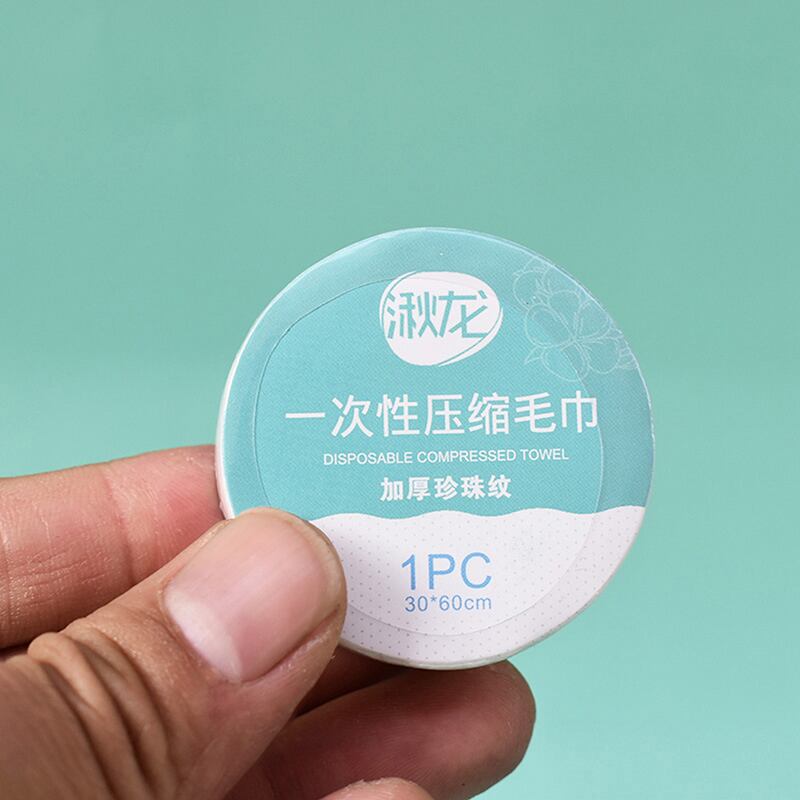 湫龙
一次性压缩毛巾
DISPOSABLE COMPRESSED TOWEL
加厚珍珠纹
1PC
30*60cm